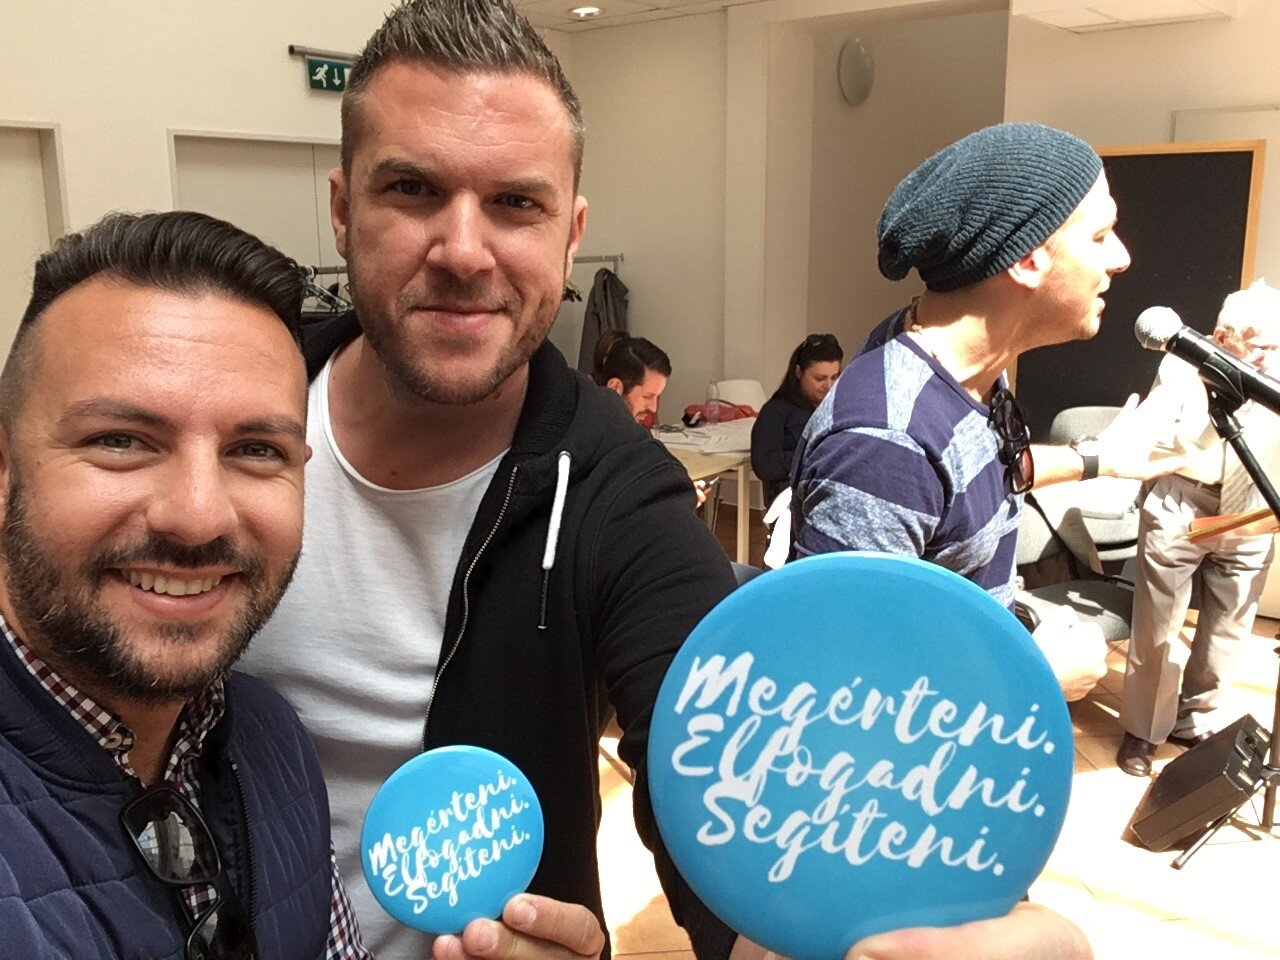 Megérteni.
Elfogadni.
Segíteni.
Megérteni.
Elfogadni.
Segíteni.